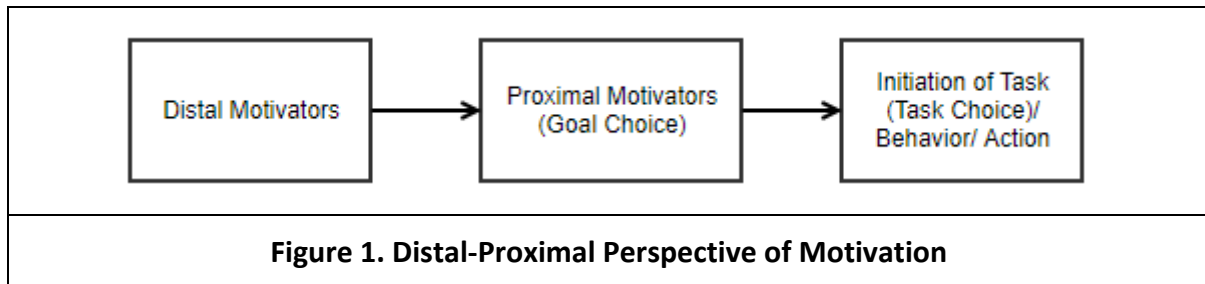 Distal Motivators
Proximal Motivators
(Goal Choice)
Initiation of Task
(Task Choice)/
Behavior/ Action
Figure 1. Distal-Proximal Perspective of Motivation